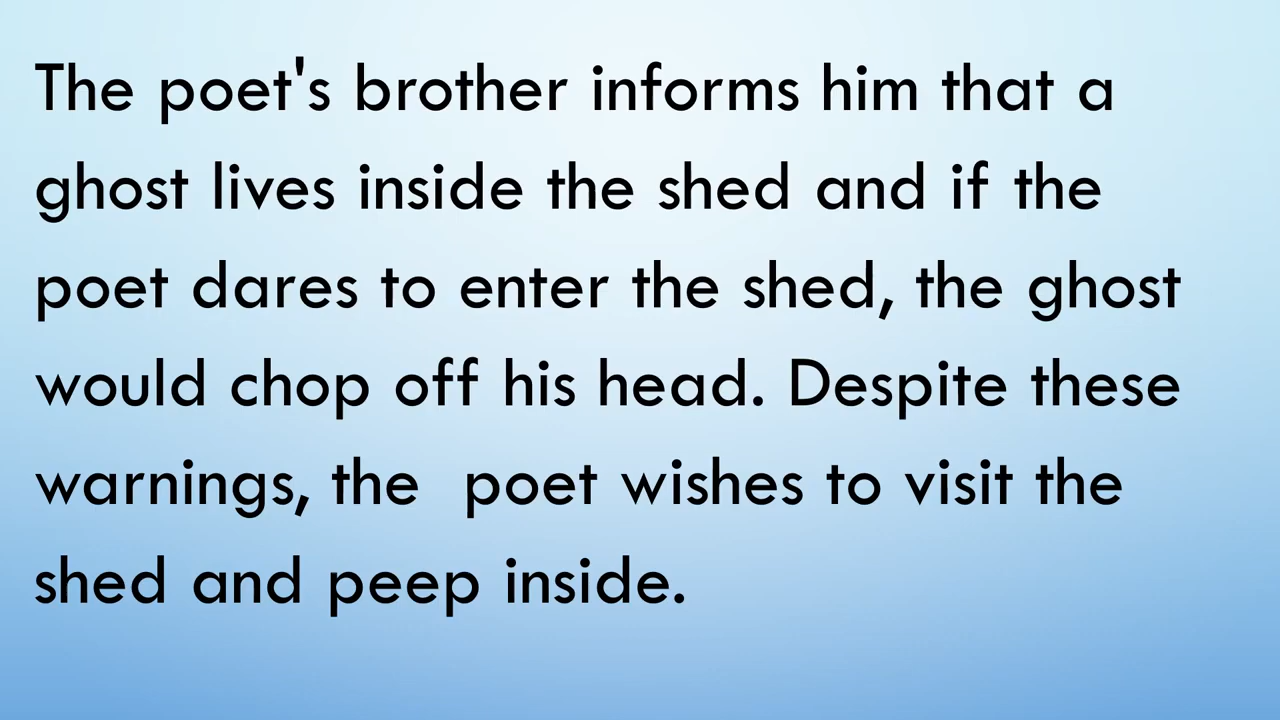 The poet's brother informs him that a
ghost lives inside the shed and if the
poet dares to enter the shed, the ghost
would chop off his head. Despite these
warnings, the  poet wishes to visit the
shed and peep inside.